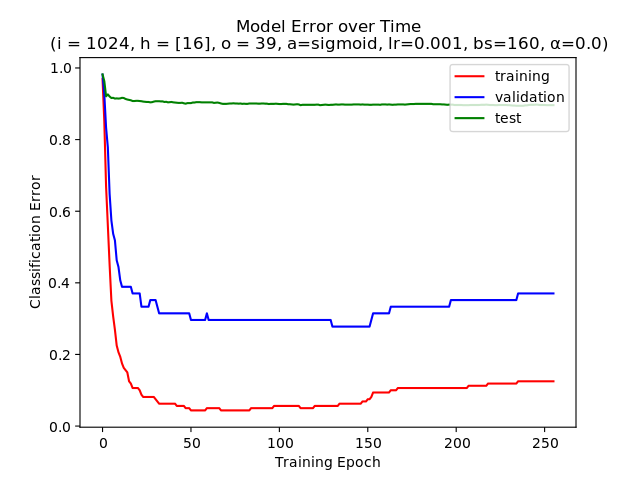 Model Error over Time
(i = 1024, h = [16], o = 39, a=sigmoid, lr=0.001, bs=160, α=0.0)
training
validation
test
Classification Error
1.0
0.8
0.6
0.4
0.2
0.0
0 50 100 150 200 250
Training Epoch